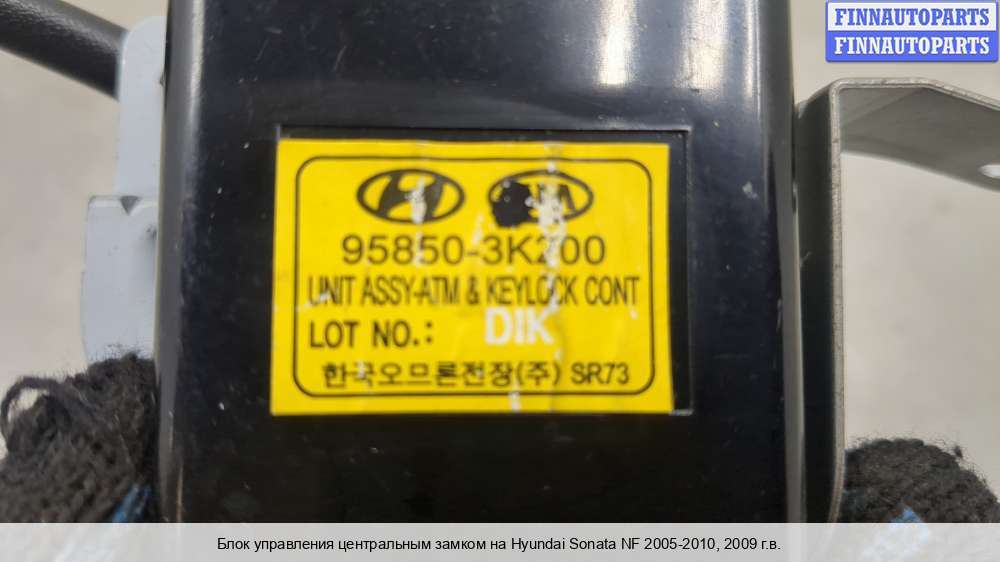 FINNAUTOPARTS
FINNAUTOPARTS
95850-3K200
UNIT ASSY-ATM & KEYLOCK CONT
LOT NO.: DIK
한국오므론전장(주) SR73
Блок управления центральным замком на Hyundai Sonata NF 2005-2010, 2009 г.в.